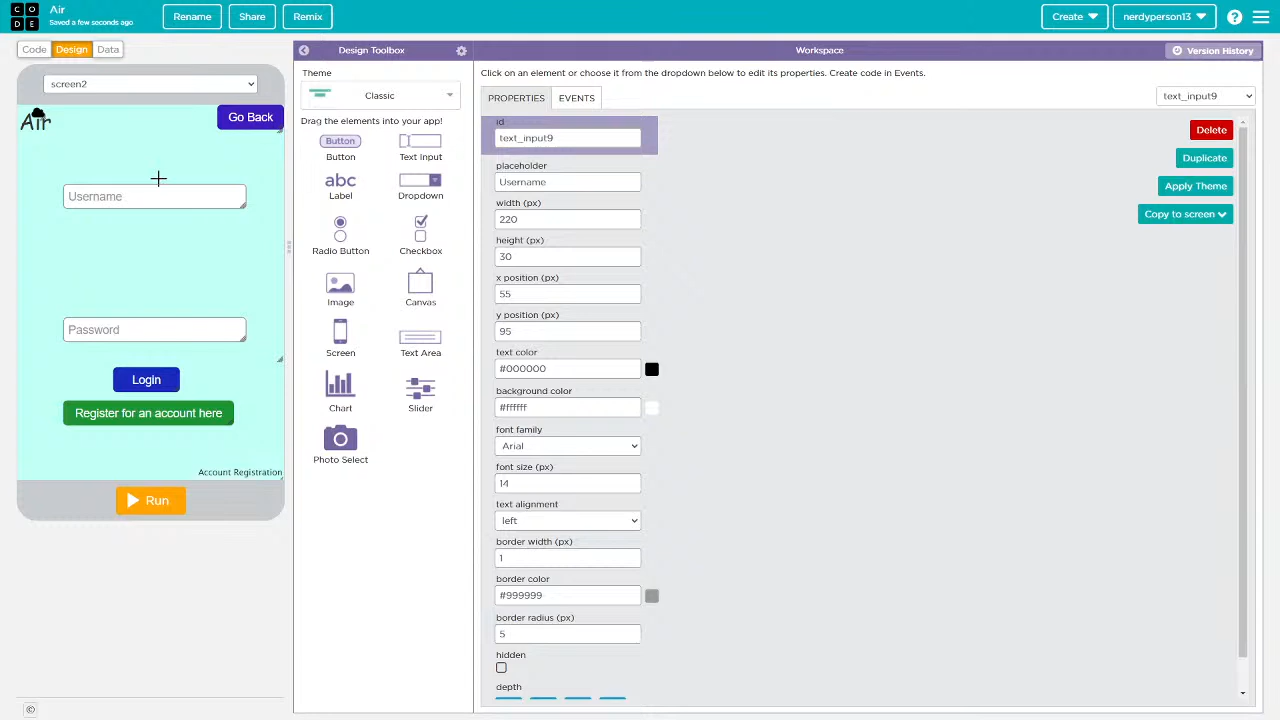 CODE
Air
Saved a few seconds ago
Rename
Share
Remix
Create
nerdyperson13
?
Code
Design
Data
Design Toolbox
Workspace
Version History
screen2
Air
Go Back
Username
Password
Login
Register for an account here
Account Registration
Run
©
Theme
Classic
Drag the elements into your app!
Button
Button
Text Input
abc
Label
Dropdown
Radio Button
Checkbox
Image
Canvas
Screen
Text Area
Chart
Slider
Photo Select
Click on an element or choose it from the dropdown below to edit its properties. Create code in Events.
PROPERTIES
EVENTS
text_input9
id
text_input9
placeholder
Username
width (px)
220
height (px)
30
x position (px)
55
y position (px)
95
text color
#000000
background color
#ffffff
font family
Arial
font size (px)
14
text alignment
left
border width (px)
1
border color
#999999
border radius (px)
5
hidden
depth
Delete
Duplicate
Apply Theme
Copy to screen